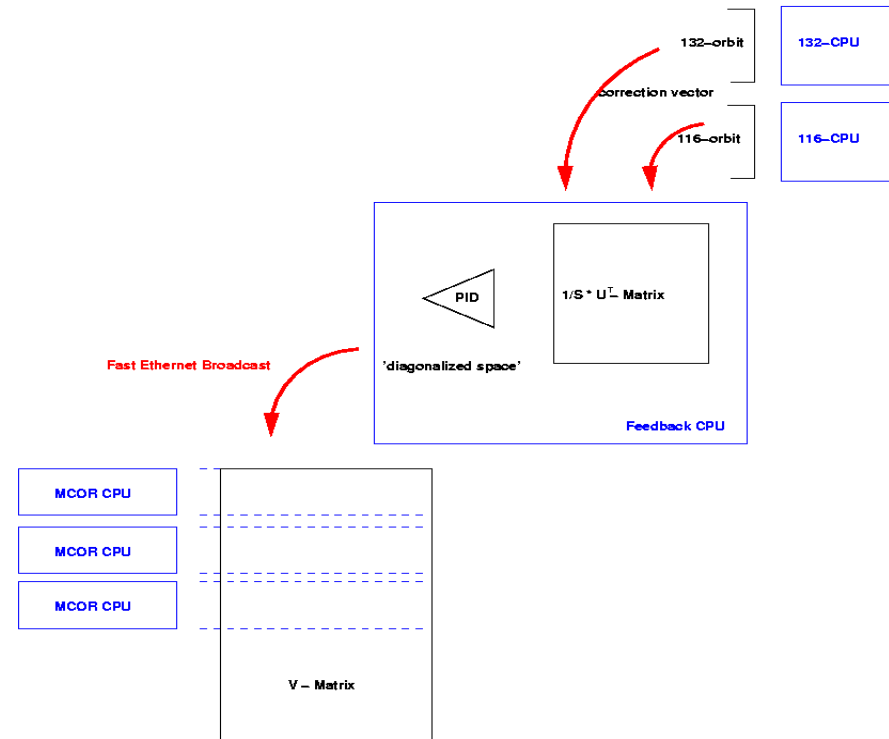 132–orbit
132–CPU
correction vector
116–orbit
116–CPU
PID
1/S * U^T – Matrix
'diagonalized space'
Fast Ethernet Broadcast
Feedback CPU
MCOR CPU
MCOR CPU
MCOR CPU
V – Matrix